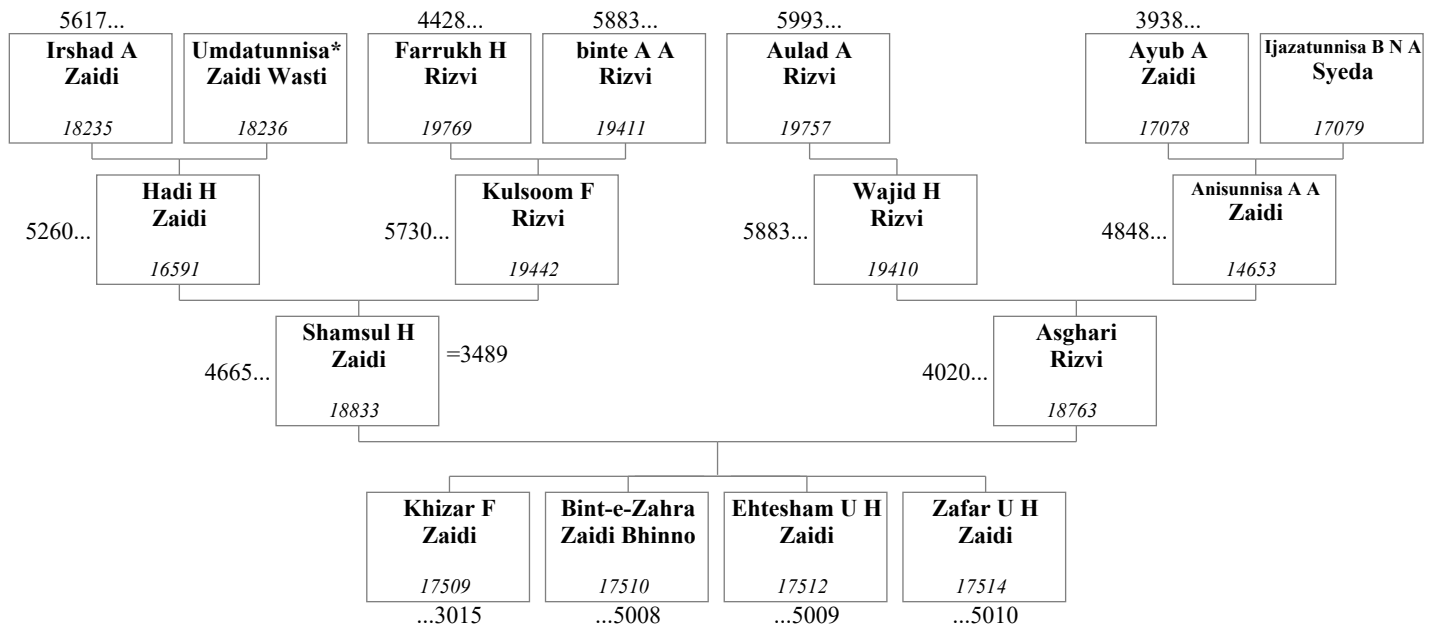 5617...
4428...
5883...
5993...
3938...
Irshad A
Zaidi
18235
Umdatunnisa*
Zaidi Wasti
18236
Farrukh H
Rizvi
19769
binte A A
Rizvi
19411
Aulad A
Rizvi
19757
Ayub A
Zaidi
17078
Ijazatunnisa B N A
Syeda
17079
5260...
Hadi H
Zaidi
16591
5730...
Kulsoom F
Rizvi
19442
5883...
Wajid H
Rizvi
19410
4848...
Anisunnisa A A
Zaidi
14653
4665...
Shamsul H
Zaidi
18833
=3489
4020...
Asghari
Rizvi
18763
Khizar F
Zaidi
17509
...3015
Bint-e-Zahra
Zaidi Bhinno
17510
...5008
Ehtesham U H
Zaidi
17512
...5009
Zafar U H
Zaidi
17514
...5010